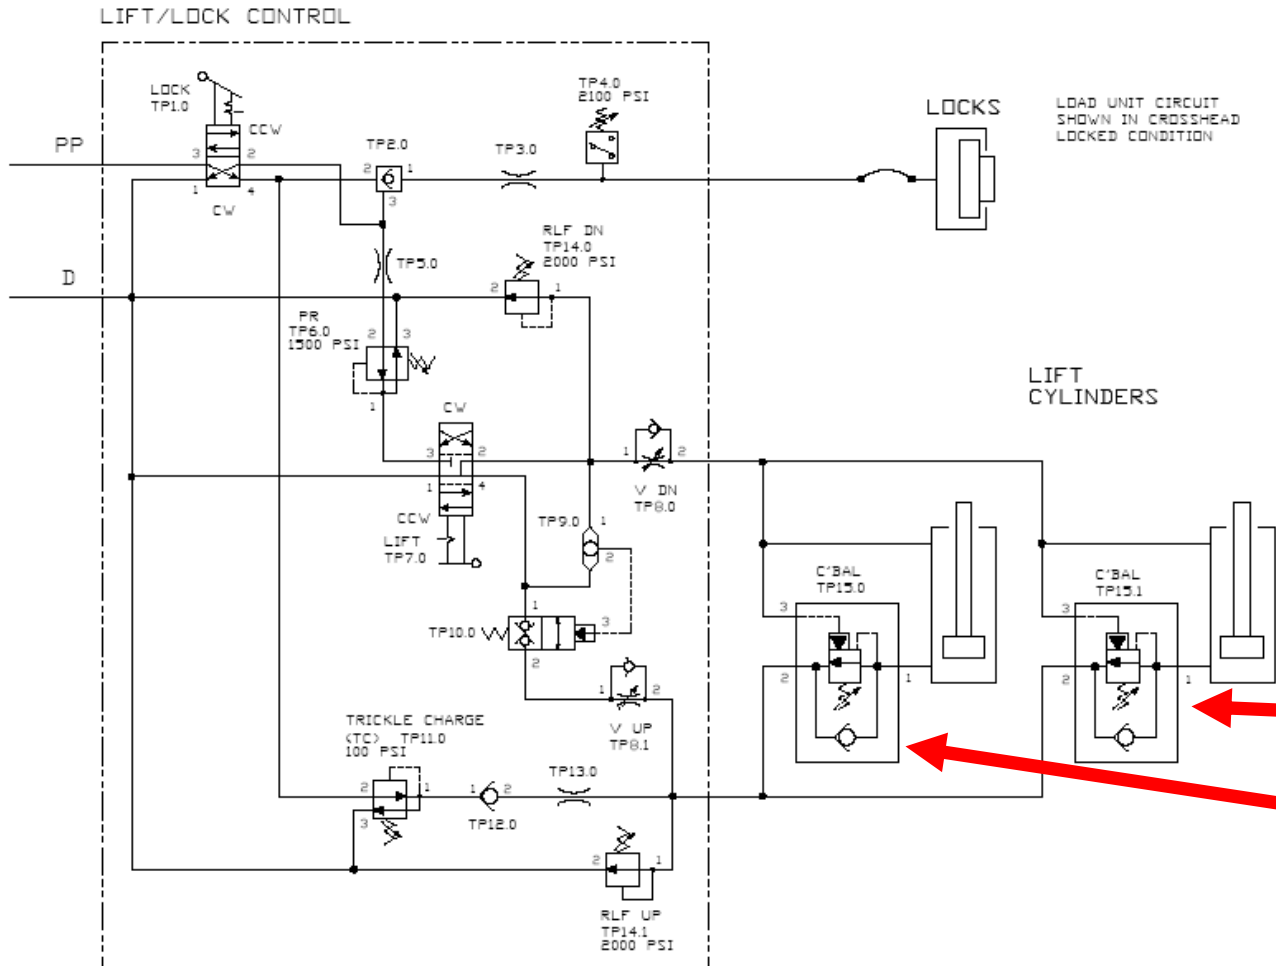 LIFT/LOCK CONTROL
LOCK
TP1.0
CCW
3 2
1 4
CW
PP
D
TP2.0
2 1
3
TP3.0
TP4.0
2100 PSI
LOCKS
LOAD UNIT CIRCUIT
SHOWN IN CROSSHEAD
LOCKED CONDITION
TP5.0
RLF DN
TP14.0
2000 PSI
2 1
PR
TP6.0
1500 PSI
2 3
1
CW
3 2
1 4
CCW
LIFT
TP7.0
1 2
V DN
TP8.0
LIFT
CYLINDERS
TP9.0
1
2
TP10.0
1
3
2
1 2
V UP
TP8.1
C'BAL
TP15.0
3
2 1
C'BAL
TP15.1
3
2 1
TRICKLE CHARGE
(TC) TP11.0
100 PSI
2 1
3
1 2
TP12.0
TP13.0
2 1
RLF UP
TP14.1
2000 PSI